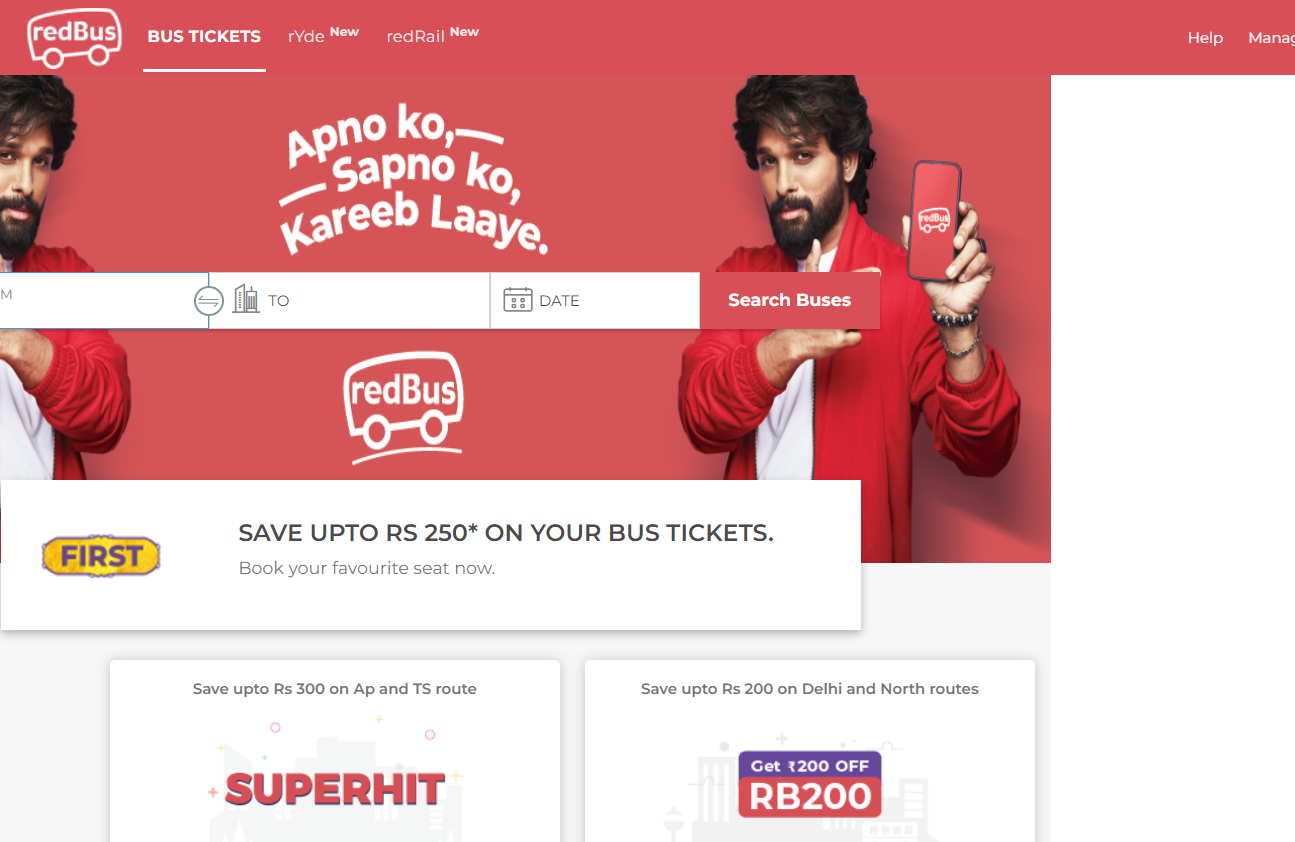 redBus
BUS TICKETS rYde New redRail New Help Manag
Apno ko,
Sapno ko,
Kareeb Laaye.
redBus
M TO DATE Search Buses
redBus
FIRST
SAVE UPTO RS 250* ON YOUR BUS TICKETS.
Book your favourite seat now.
Save upto Rs 300 on Ap and TS route
SUPERHIT
Save upto Rs 200 on Delhi and North routes
Get ₹200 OFF
RB200